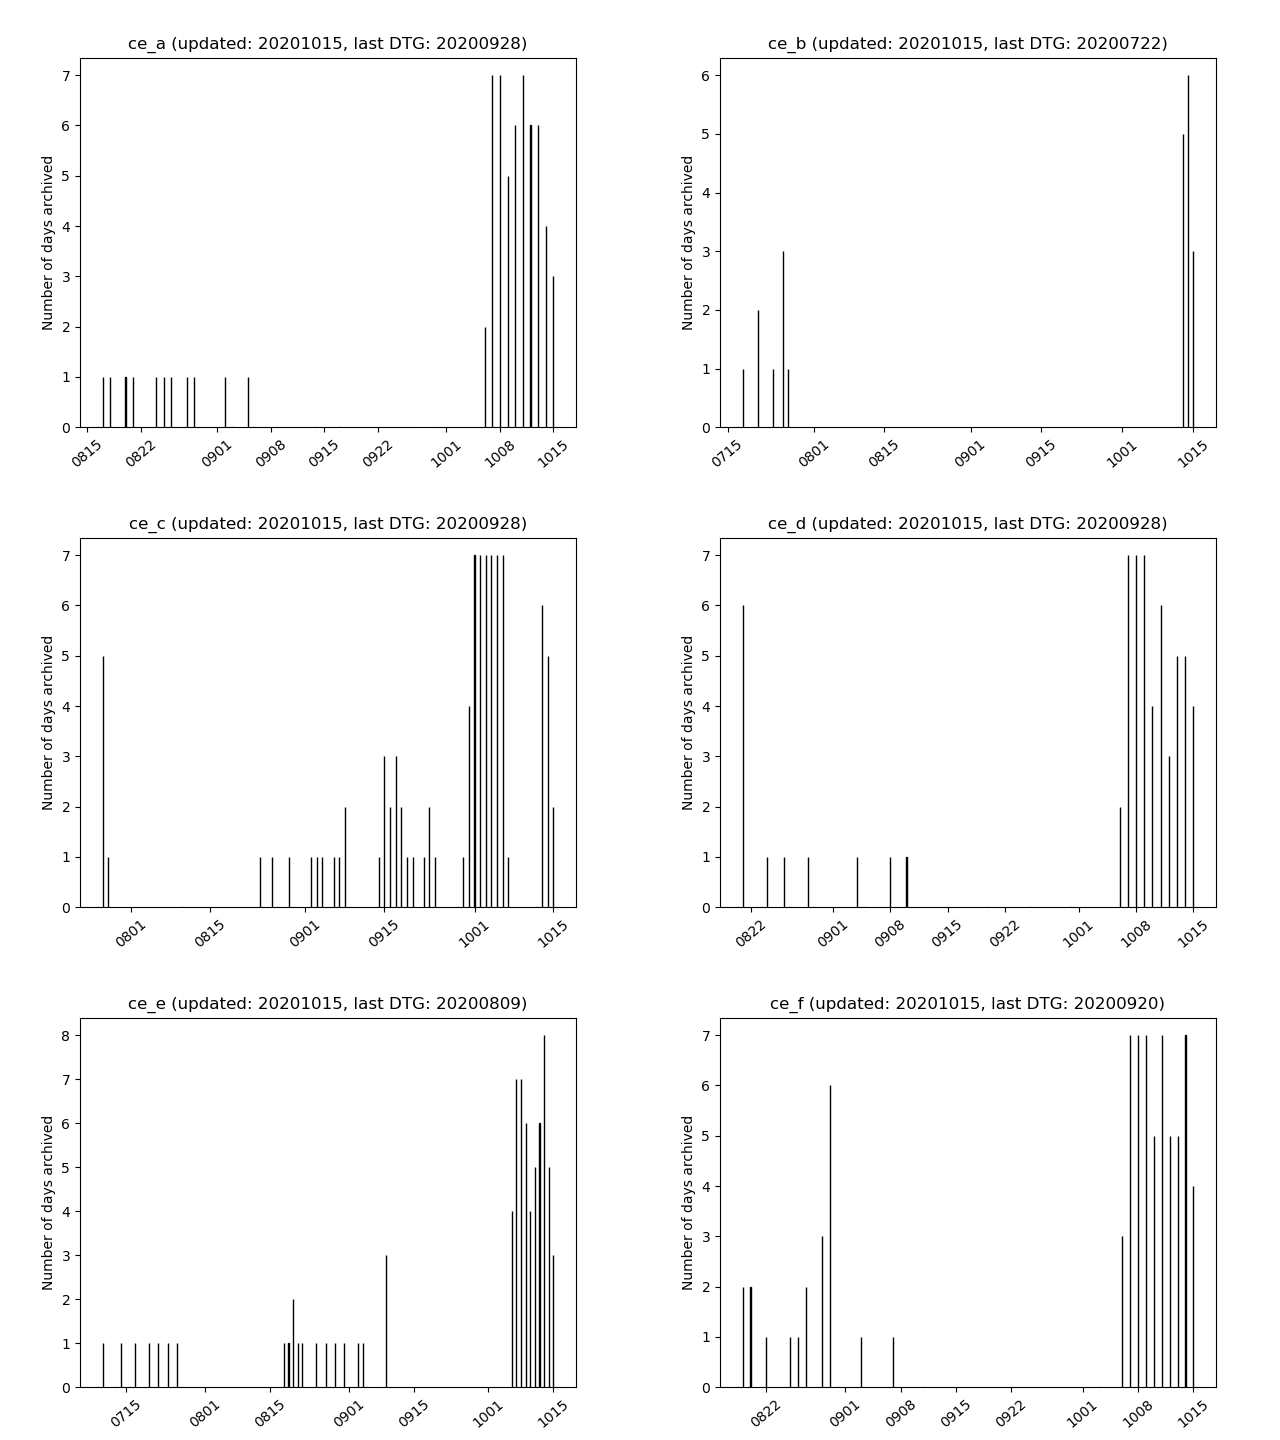 ce_a (updated: 20201015, last DTG: 20200928)
Number of days archived
7
6
5
4
3
2
1
0
0815 0822 0901 0908 0915 0922 1001 1008 1015
ce_b (updated: 20201015, last DTG: 20200722)
Number of days archived
6
5
4
3
2
1
0
0715 0801 0815 0901 0915 1001 1015
ce_c (updated: 20201015, last DTG: 20200928)
Number of days archived
7
6
5
4
3
2
1
0
0801 0815 0901 0915 1001 1015
ce_d (updated: 20201015, last DTG: 20200928)
Number of days archived
7
6
5
4
3
2
1
0
0822 0901 0908 0915 0922 1001 1008 1015
ce_e (updated: 20201015, last DTG: 20200809)
Number of days archived
8
7
6
5
4
3
2
1
0
0715 0801 0815 0901 0915 1001 1015
ce_f (updated: 20201015, last DTG: 20200920)
Number of days archived
7
6
5
4
3
2
1
0
0822 0901 0908 0915 0922 1001 1008 1015